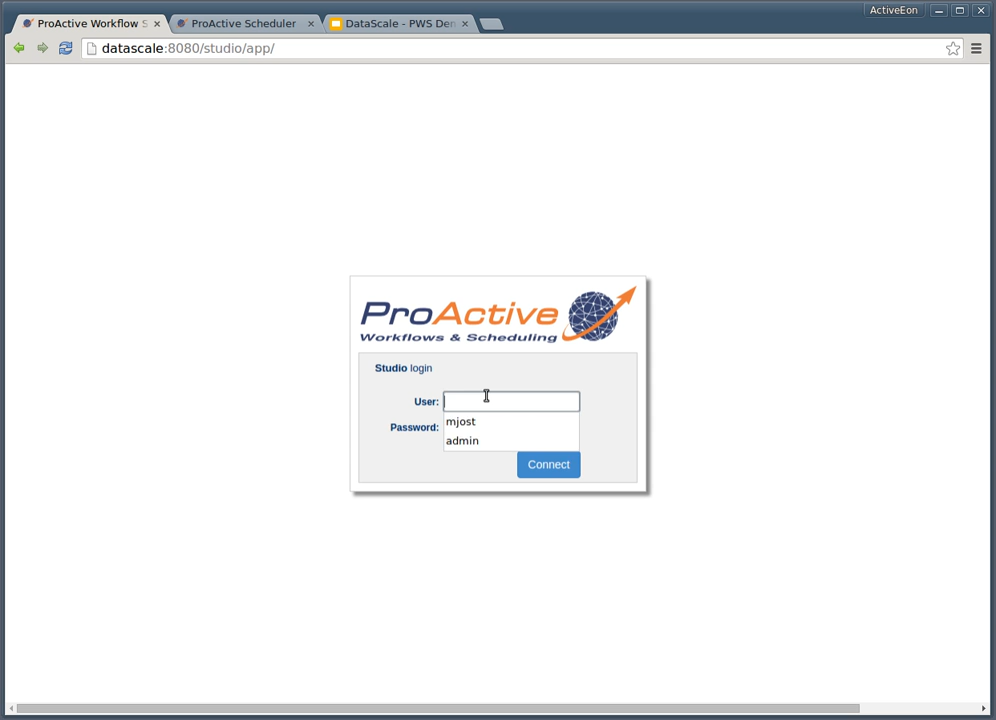 ActiveEon
ProActive Workflow S
ProActive Scheduler
DataScale - PWS Den
datascale:8080/studio/app/
ProActive
Workflows & Scheduling
Studio login
User:
mjost
Password:
admin
Connect